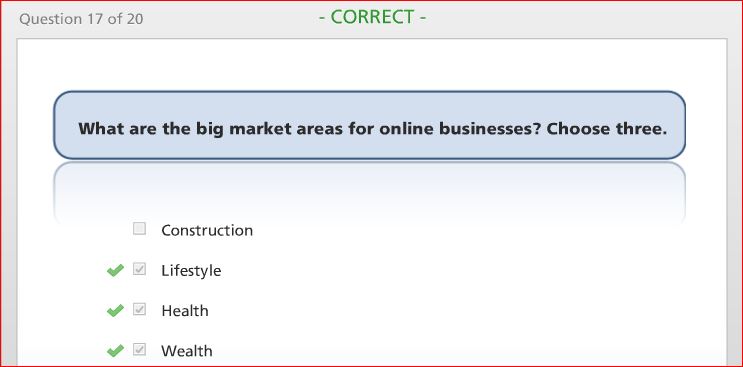 Question 17 of 20
- CORRECT -
What are the big market areas for online businesses? Choose three.
Construction
Lifestyle
Health
Wealth